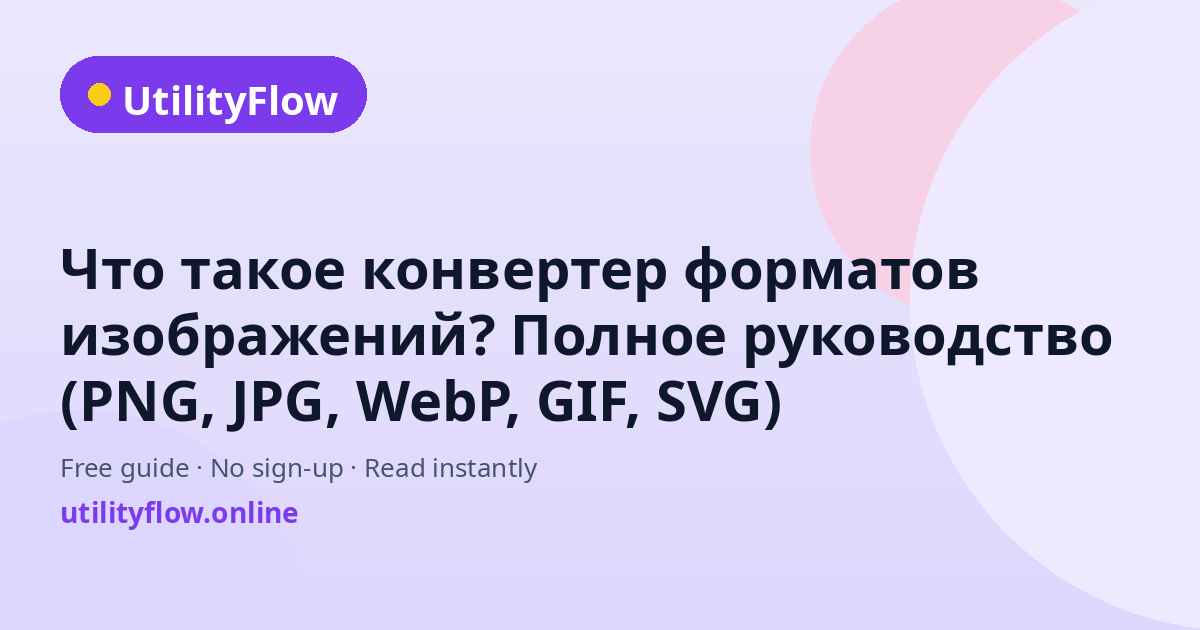 UtilityFlow
Что такое конвертер форматов
изображений? Полное руководство
(PNG, JPG, WebP, GIF, SVG)
Free guide · No sign-up · Read instantly
utilityflow.online